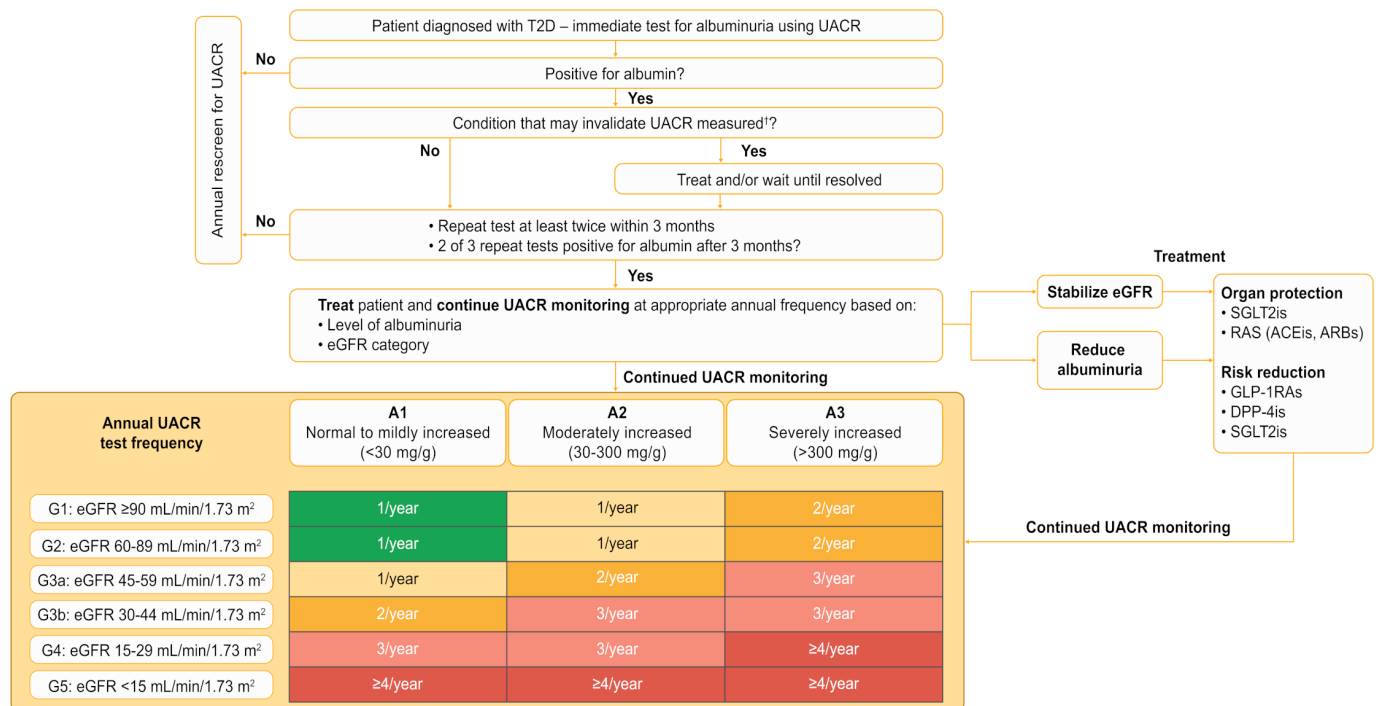 Patient diagnosed with T2D – immediate test for albuminuria using UACR
Annual rescreen for UACR
No
Positive for albumin?
Yes
Condition that may invalidate UACR measured†?
No
Yes
Treat and/or wait until resolved
No
• Repeat test at least twice within 3 months
• 2 of 3 repeat tests positive for albumin after 3 months?
Yes
Treat patient and continue UACR monitoring at appropriate annual frequency based on:
• Level of albuminuria
• eGFR category
Treatment
Stabilize eGFR
Reduce
albuminuria
Organ protection
• SGLT2is
• RAS (ACEis, ARBs)
Risk reduction
• GLP-1RAs
• DPP-4is
• SGLT2is
Continued UACR monitoring
Continued UACR monitoring
Annual UACR
test frequency
A1
Normal to mildly increased
(<30 mg/g)
A2
Moderately increased
(30-300 mg/g)
A3
Severely increased
(>300 mg/g)
G1: eGFR ≥90 mL/min/1.73 m² 1/year 1/year 2/year
G2: eGFR 60-89 mL/min/1.73 m² 1/year 1/year 2/year
G3a: eGFR 45-59 mL/min/1.73 m² 1/year 2/year 3/year
G3b: eGFR 30-44 mL/min/1.73 m² 2/year 3/year 3/year
G4: eGFR 15-29 mL/min/1.73 m² 3/year 3/year ≥4/year
G5: eGFR <15 mL/min/1.73 m² ≥4/year ≥4/year ≥4/year